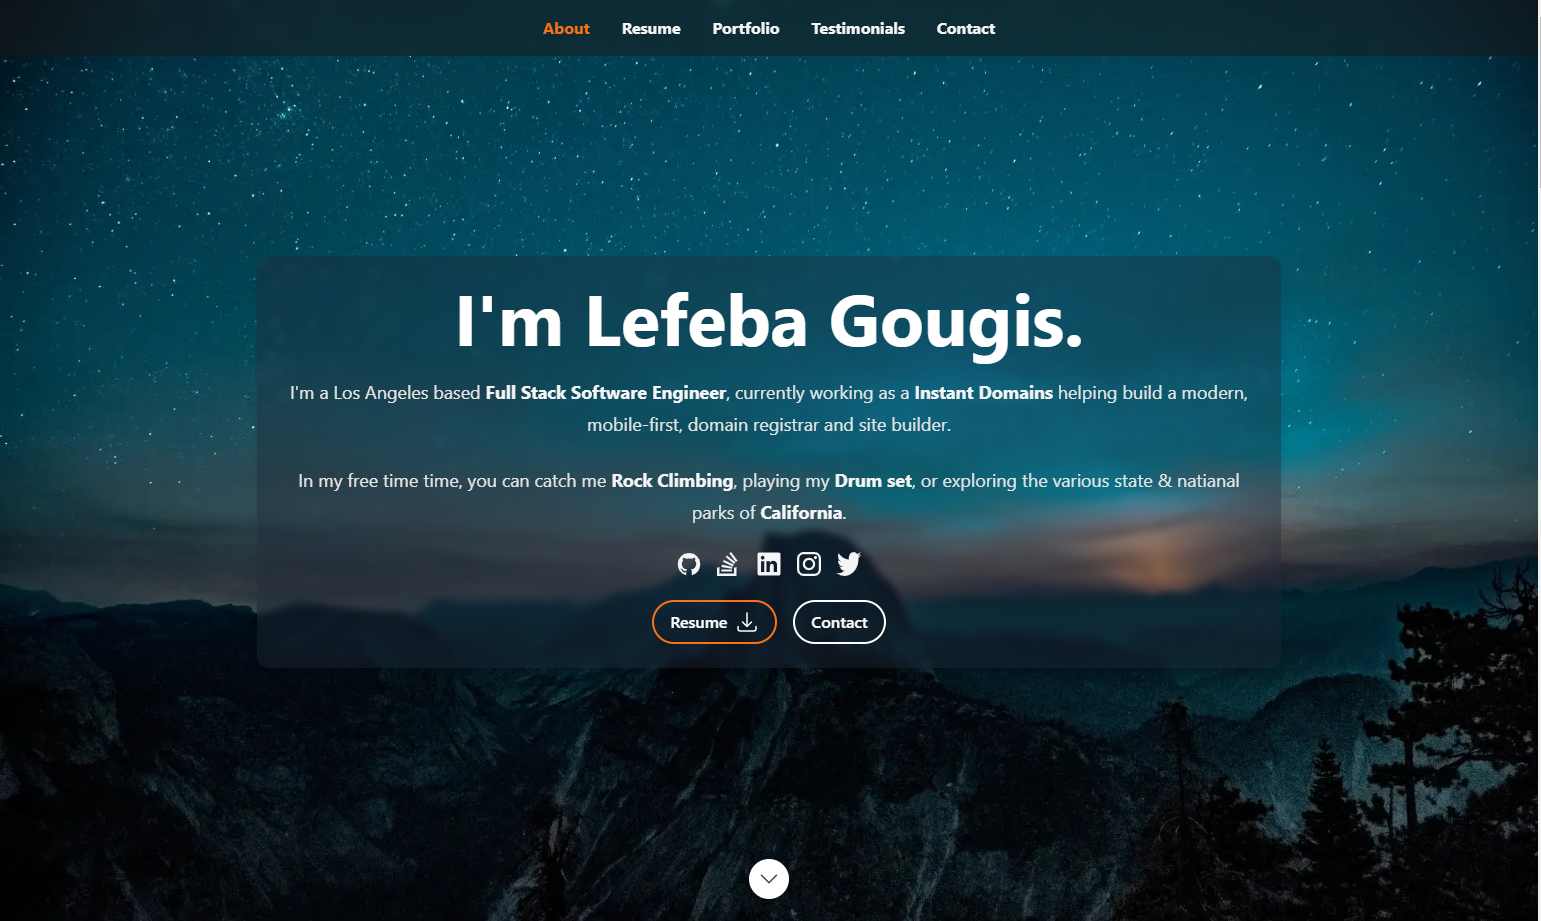 About Resume Portfolio Testimonials Contact
I'm Lefeba Gougis.
I'm a Los Angeles based Full Stack Software Engineer, currently working as a Instant Domains helping build a modern,
mobile-first, domain registrar and site builder.
In my free time time, you can catch me Rock Climbing, playing my Drum set, or exploring the various state & natianal
parks of California.
in
Resume Contact